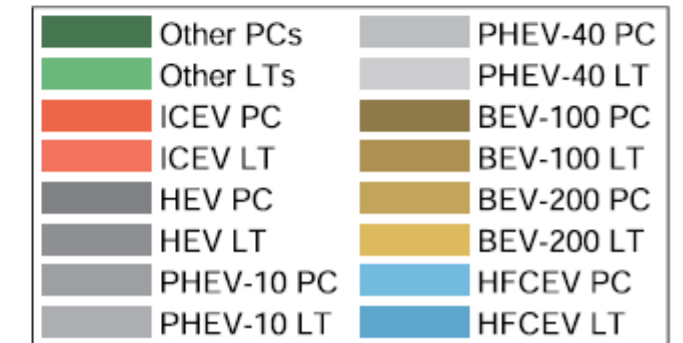 Other PCs
Other LTs
ICEV PC
ICEV LT
HEV PC
HEV LT
PHEV-10 PC
PHEV-10 LT
PHEV-40 PC
PHEV-40 LT
BEV-100 PC
BEV-100 LT
BEV-200 PC
BEV-200 LT
HFCEV PC
HFCEV LT